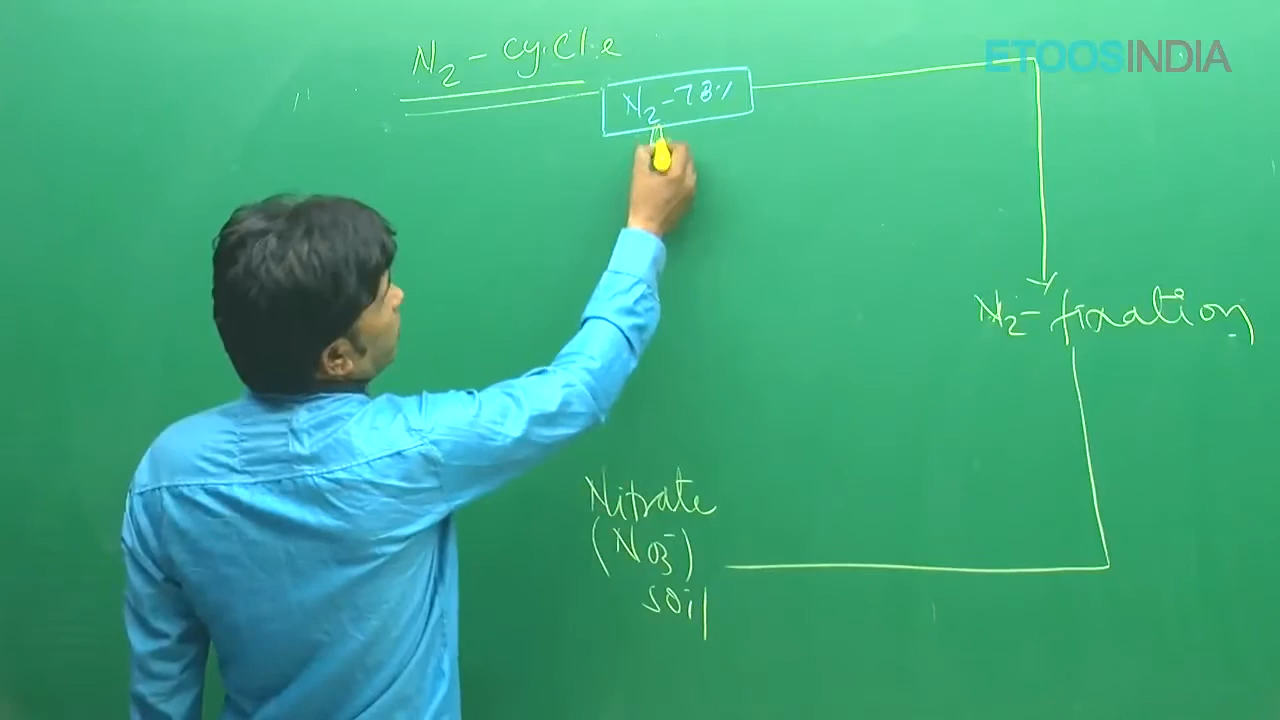 N2 - cycle
ETOOSINDIA
N2 - 78%
N2 - fixation
Nitrate
(NO3-)
soil